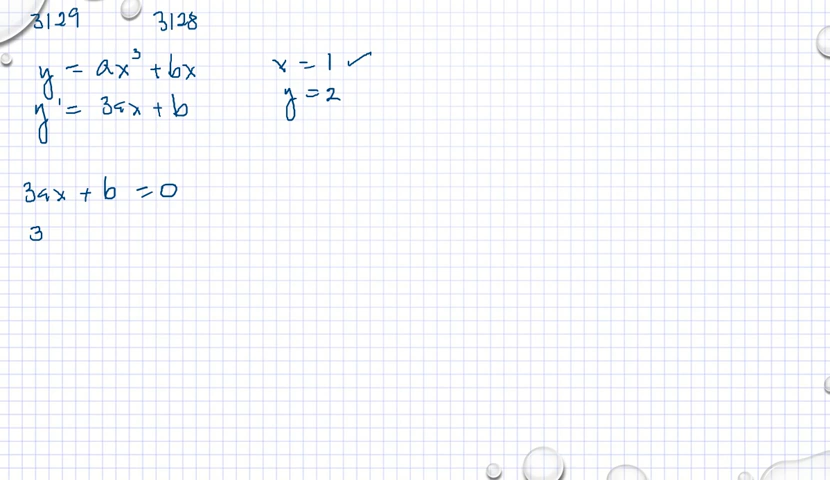 3129 3128
y = ax³ + bx x = 1 ✓
y' = 3ax + b y = 2
3ax + b = 0
3